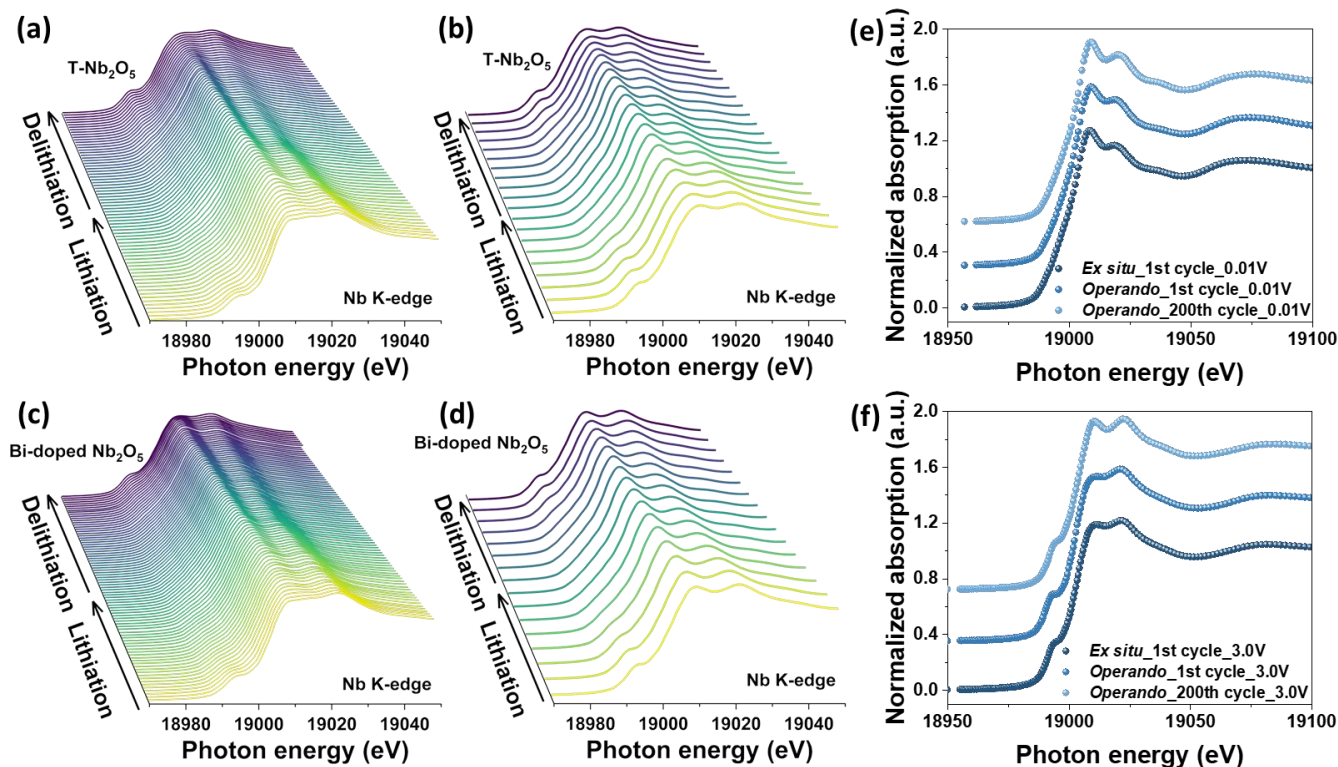 (a)
T-Nb₂O₅
Delithiation
Lithiation
Nb K-edge
18980 19000 19020 19040
Photon energy (eV)
(b)
T-Nb₂O₅
Delithiation
Lithiation
Nb K-edge
18980 19000 19020 19040
Photon energy (eV)
(e)
Normalized absorption (a.u.)
2.0
1.6
1.2
0.8
0.4
0.0
Ex situ_1st cycle_0.01V
Operando_1st cycle_0.01V
Operando_200th cycle_0.01V
18950 19000 19050 19100
Photon energy (eV)
(c)
Bi-doped Nb₂O₅
Delithiation
Lithiation
Nb K-edge
18980 19000 19020 19040
Photon energy (eV)
(d)
Bi-doped Nb₂O₅
Delithiation
Lithiation
Nb K-edge
18980 19000 19020 19040
Photon energy (eV)
(f)
Normalized absorption (a.u.)
2.0
1.6
1.2
0.8
0.4
0.0
Ex situ_1st cycle_3.0V
Operando_1st cycle_3.0V
Operando_200th cycle_3.0V
18950 19000 19050 19100
Photon energy (eV)